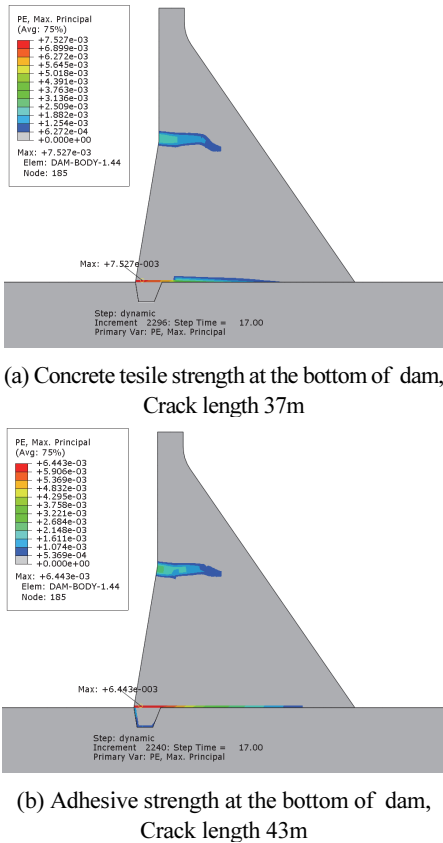 PE, Max. Principal
(Avg: 75%)
+7.527e-03
+6.899e-03
+6.272e-03
+5.645e-03
+5.018e-03
+4.391e-03
+3.763e-03
+3.136e-03
+2.509e-03
+1.882e-03
+1.254e-03
+6.272e-04
+0.000e+00
Max: +7.527e-03
Elem: DAM-BODY-1.44
Node: 185
Max: +7.527e-003
Step: dynamic
Increment 2296: Step Time = 17.00
Primary Var: PE, Max. Principal
(a) Concrete tesile strength at the bottom of dam,
Crack length 37m
PE, Max. Principal
(Avg: 75%)
+6.443e-03
+5.906e-03
+5.369e-03
+4.832e-03
+4.295e-03
+3.758e-03
+3.221e-03
+2.684e-03
+2.148e-03
+1.611e-03
+1.074e-03
+5.369e-04
+0.000e+00
Max: +6.443e-03
Elem: DAM-BODY-1.44
Node: 185
Max: +6.443e-003
Step: dynamic
Increment 2240: Step Time = 17.00
Primary Var: PE, Max. Principal
(b) Adhesive strength at the bottom of dam,
Crack length 43m